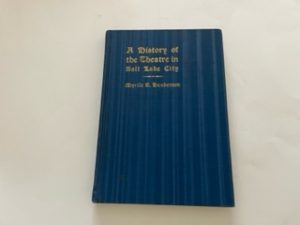 A History of
the Theatre in
Salt Lake City
Myrtle E. Henderson